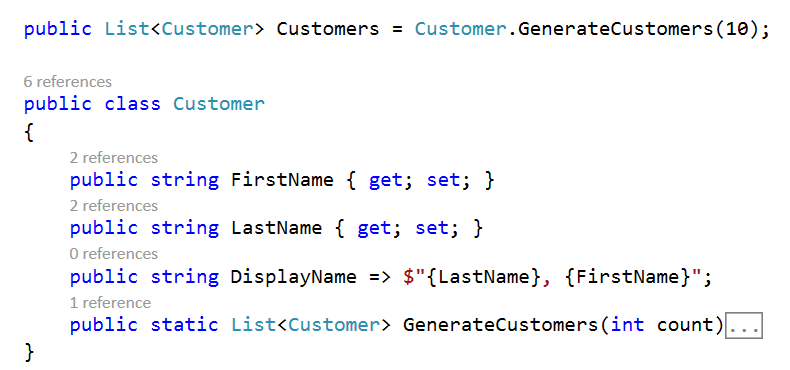 public List<Customer> Customers = Customer.GenerateCustomers(10);
6 references
public class Customer
{
2 references
public string FirstName { get; set; }
2 references
public string LastName { get; set; }
0 references
public string DisplayName => $"{LastName}, {FirstName}";
1 reference
public static List<Customer> GenerateCustomers(int count)...
}